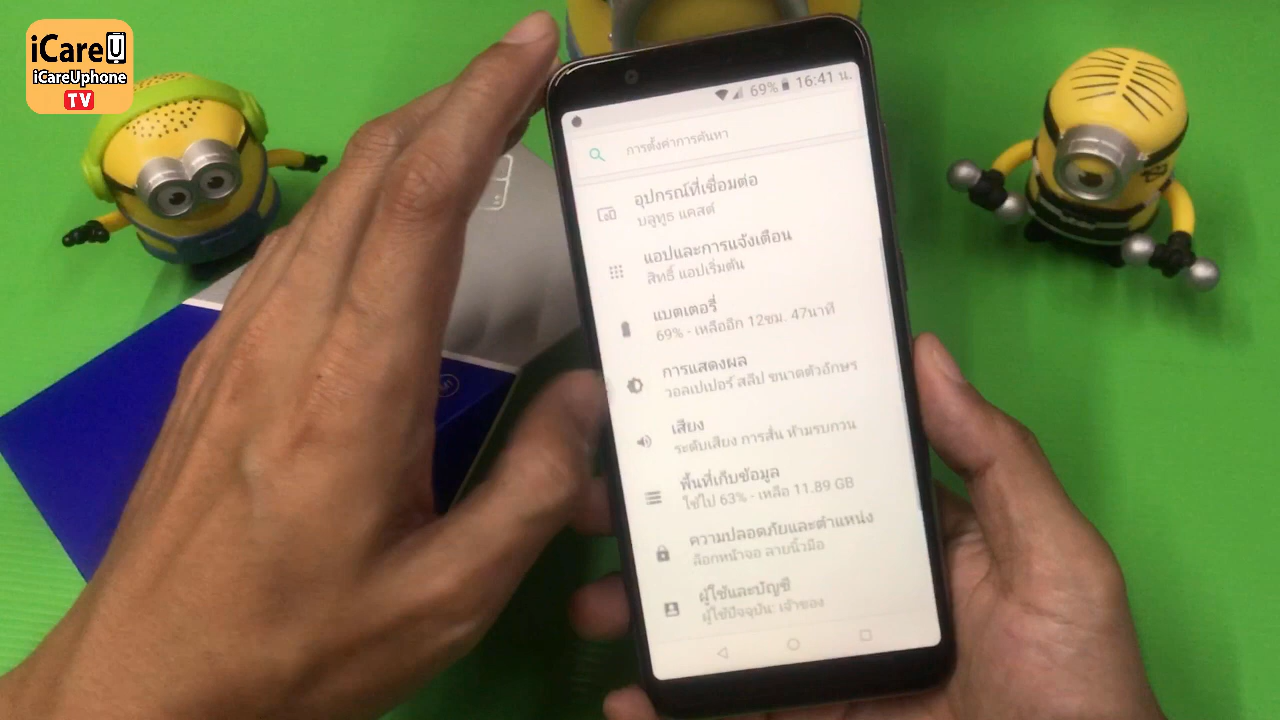 iCareU
iCareUphone
TV
69% 16:41 น.
การตั้งค่าการค้นหา
อุปกรณ์ที่เชื่อมต่อ
บลูทูธ แคสต์
แอปและการแจ้งเตือน
สิทธิ์ แอปเริ่มต้น
แบตเตอรี่
69% - เหลืออีก 12ชม. 47นาที
การแสดงผล
วอลเปเปอร์ สลีป ขนาดตัวอักษร
เสียง
ระดับเสียง การสั่น ห้ามรบกวน
พื้นที่เก็บข้อมูล
ใช้ไป 63% - เหลือ 11.89 GB
ความปลอดภัยและตำแหน่ง
ล็อกหน้าจอ ลายนิ้วมือ
ผู้ใช้และบัญชี
ผู้ใช้ปัจจุบัน: เจ้าของ